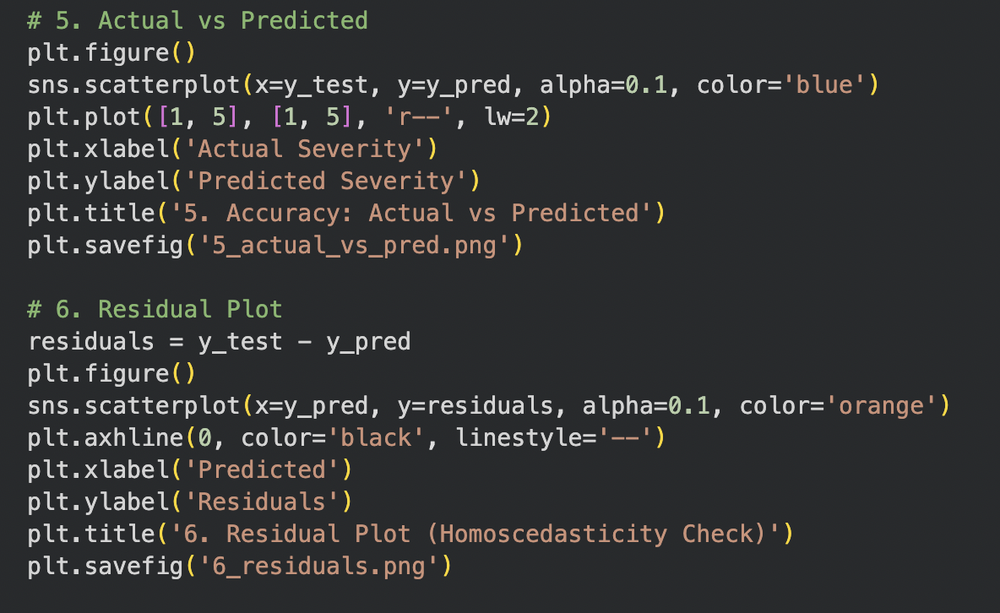 # 5. Actual vs Predicted
plt.figure()
sns.scatterplot(x=y_test, y=y_pred, alpha=0.1, color='blue')
plt.plot([1, 5], [1, 5], 'r--', lw=2)
plt.xlabel('Actual Severity')
plt.ylabel('Predicted Severity')
plt.title('5. Accuracy: Actual vs Predicted')
plt.savefig('5_actual_vs_pred.png')

# 6. Residual Plot
residuals = y_test - y_pred
plt.figure()
sns.scatterplot(x=y_pred, y=residuals, alpha=0.1, color='orange')
plt.axhline(0, color='black', linestyle='--')
plt.xlabel('Predicted')
plt.ylabel('Residuals')
plt.title('6. Residual Plot (Homoscedasticity Check)')
plt.savefig('6_residuals.png')